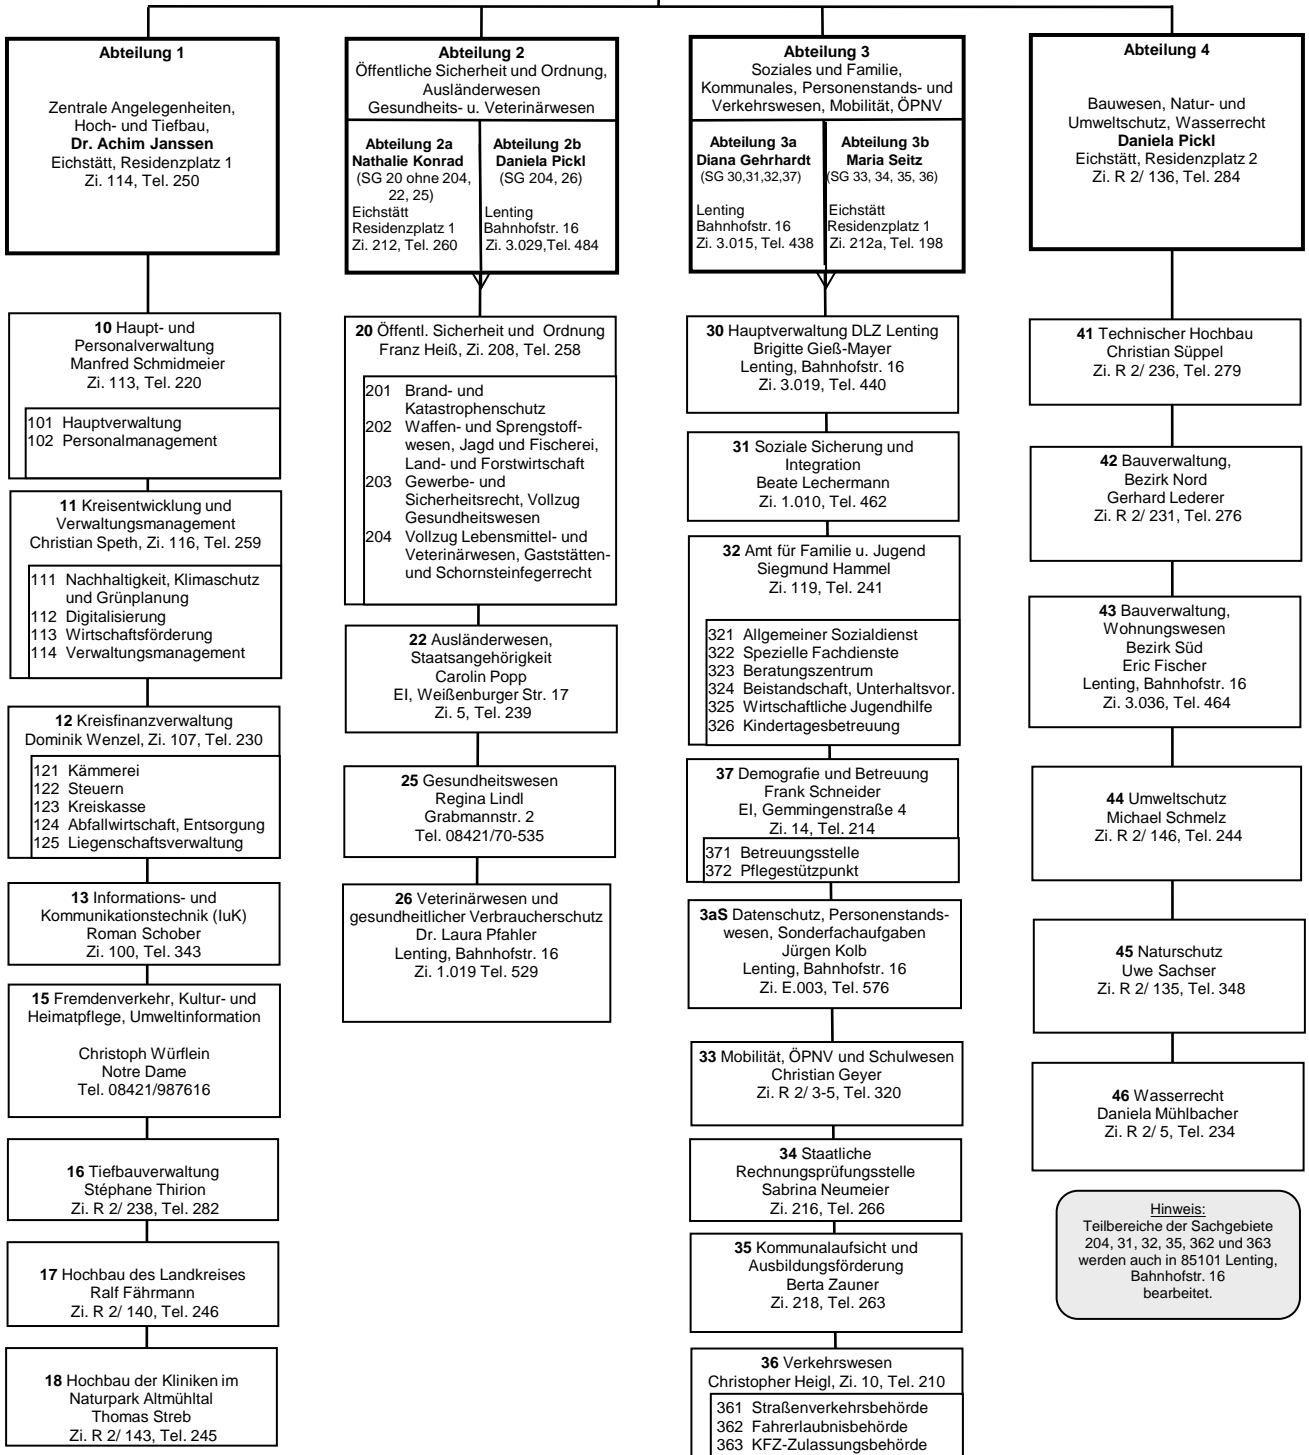 Abteilung 1
Zentrale Angelegenheiten,
Hoch- und Tiefbau,
Dr. Achim Janssen
Eichstätt, Residenzplatz 1
Zi. 114, Tel. 250
10 Haupt- und
Personalverwaltung
Manfred Schmidmeier
Zi. 113, Tel. 220
101 Hauptverwaltung
102 Personalmanagement
11 Kreisentwicklung und
Verwaltungsmanagement
Christian Speth, Zi. 116, Tel. 259
111 Nachhaltigkeit, Klimaschutz
und Grünplanung
112 Digitalisierung
113 Wirtschaftsförderung
114 Verwaltungsmanagement
12 Kreisfinanzverwaltung
Dominik Wenzel, Zi. 107, Tel. 230
121 Kämmerei
122 Steuern
123 Kreiskasse
124 Abfallwirtschaft, Entsorgung
125 Liegenschaftsverwaltung
13 Informations- und
Kommunikationstechnik (IuK)
Roman Schober
Zi. 100, Tel. 343
15 Fremdenverkehr, Kultur- und
Heimatpflege, Umweltinformation
Christoph Würflein
Notre Dame
Tel. 08421/987616
16 Tiefbauverwaltung
Stéphane Thirion
Zi. R 2/ 238, Tel. 282
17 Hochbau des Landkreises
Ralf Fährmann
Zi. R 2/ 140, Tel. 246
18 Hochbau der Kliniken im
Naturpark Altmühltal
Thomas Streb
Zi. R 2/ 143, Tel. 245
Abteilung 2
Öffentliche Sicherheit und Ordnung,
Ausländerwesen
Gesundheits- u. Veterinärwesen
Abteilung 2a
Nathalie Konrad
(SG 20 ohne 204,
22, 25)
Eichstätt
Residenzplatz 1
Zi. 212, Tel. 260
Abteilung 2b
Daniela Pickl
(SG 204, 26)
Lenting
Bahnhofstr. 16
Zi. 3.029,Tel. 484
20 Öffentl. Sicherheit und Ordnung
Franz Heiß, Zi. 208, Tel. 258
201 Brand- und
Katastrophenschutz
202 Waffen- und Sprengstoff-
wesen, Jagd und Fischerei,
Land- und Forstwirtschaft
203 Gewerbe- und
Sicherheitsrecht, Vollzug
Gesundheitswesen
204 Vollzug Lebensmittel- und
Veterinärwesen, Gaststätten-
und Schornsteinfegerrecht
22 Ausländerwesen,
Staatsangehörigkeit
Carolin Popp
EI, Weißenburger Str. 17
Zi. 5, Tel. 239
25 Gesundheitswesen
Regina Lindl
Grabmannstr. 2
Tel. 08421/70-535
26 Veterinärwesen und
gesundheitlicher Verbraucherschutz
Dr. Laura Pfahler
Lenting, Bahnhofstr. 16
Zi. 1.019 Tel. 529
Abteilung 3
Soziales und Familie,
Kommunales, Personenstands- und
Verkehrswesen, Mobilität, ÖPNV
Abteilung 3a
Diana Gehrhardt
(SG 30,31,32,37)
Lenting
Bahnhofstr. 16
Zi. 3.015, Tel. 438
Abteilung 3b
Maria Seitz
(SG 33, 34, 35, 36)
Eichstätt
Residenzplatz 1
Zi. 212a, Tel. 198
30 Hauptverwaltung DLZ Lenting
Brigitte Gieß-Mayer
Lenting, Bahnhofstr. 16
Zi. 3.019, Tel. 440
31 Soziale Sicherung und
Integration
Beate Lechermann
Zi. 1.010, Tel. 462
32 Amt für Familie u. Jugend
Siegmund Hammel
Zi. 119, Tel. 241
321 Allgemeiner Sozialdienst
322 Spezielle Fachdienste
323 Beratungszentrum
324 Beistandschaft, Unterhaltsvor.
325 Wirtschaftliche Jugendhilfe
326 Kindertagesbetreuung
37 Demografie und Betreuung
Frank Schneider
EI, Gemmingenstraße 4
Zi. 14, Tel. 214
371 Betreuungsstelle
372 Pflegestützpunkt
3aS Datenschutz, Personenstands-
wesen, Sonderfachaufgaben
Jürgen Kolb
Lenting, Bahnhofstr. 16
Zi. E.003, Tel. 576
33 Mobilität, ÖPNV und Schulwesen
Christian Geyer
Zi. R 2/ 3-5, Tel. 320
34 Staatliche
Rechnungsprüfungsstelle
Sabrina Neumeier
Zi. 216, Tel. 266
35 Kommunalaufsicht und
Ausbildungsförderung
Berta Zauner
Zi. 218, Tel. 263
36 Verkehrswesen
Christopher Heigl, Zi. 10, Tel. 210
361 Straßenverkehrsbehörde
362 Fahrerlaubnisbehörde
363 KFZ-Zulassungsbehörde
Abteilung 4
Bauwesen, Natur- und
Umweltschutz, Wasserrecht
Daniela Pickl
Eichstätt, Residenzplatz 2
Zi. R 2/ 136, Tel. 284
41 Technischer Hochbau
Christian Süppel
Zi. R 2/ 236, Tel. 279
42 Bauverwaltung,
Bezirk Nord
Gerhard Lederer
Zi. R 2/ 231, Tel. 276
43 Bauverwaltung,
Wohnungswesen
Bezirk Süd
Eric Fischer
Lenting, Bahnhofstr. 16
Zi. 3.036, Tel. 464
44 Umweltschutz
Michael Schmelz
Zi. R 2/ 146, Tel. 244
45 Naturschutz
Uwe Sachser
Zi. R 2/ 135, Tel. 348
46 Wasserrecht
Daniela Mühlbacher
Zi. R 2/ 5, Tel. 234
Hinweis:
Teilbereiche der Sachgebiete
204, 31, 32, 35, 362 und 363
werden auch in 85101 Lenting,
Bahnhofstr. 16
bearbeitet.